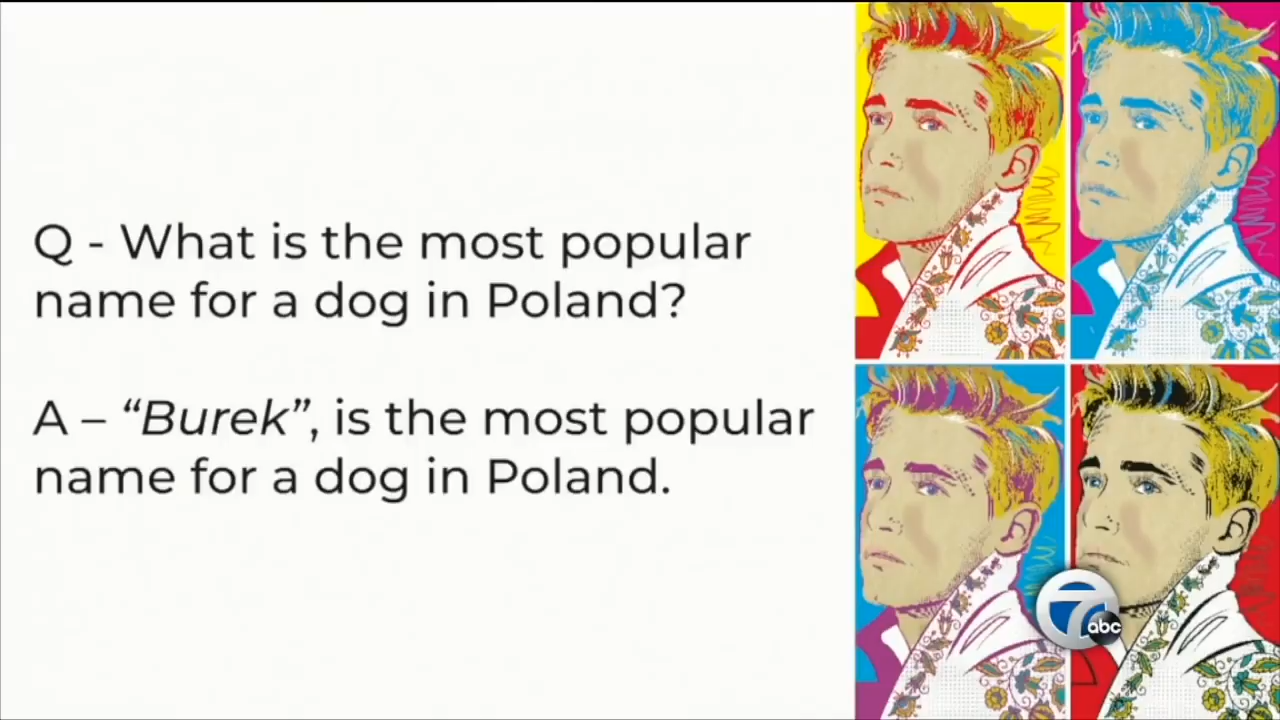 Q - What is the most popular
name for a dog in Poland?
A – “Burek”, is the most popular
name for a dog in Poland.
7
abc